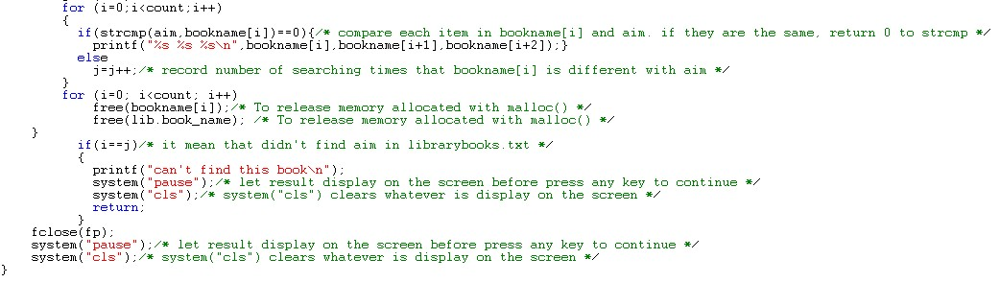 for (i=0;i<count;i++)
{
if(strcmp(aim,bookname[i])==0){/* compare each item in bookname[i] and aim. if they are the same, return 0 to strcmp */
printf("%s %s %s\n",bookname[i],bookname[i+1],bookname[i+2]);}
else
j=j++;/* record number of searching times that bookname[i] is different with aim */
}
for (i=0; i<count; i++)
free(bookname[i]);/* To release memory allocated with malloc() */
free(lib.book_name); /* To release memory allocated with malloc() */
}
if(i==j)/* it mean that didn't find aim in librarybooks.txt */
{
printf("can't find this book\n");
system("pause");/* let result display on the screen before press any key to continue */
system("cls");/* system("cls") clears whatever is display on the screen */
return;
}
fclose(fp);
system("pause");/* let result display on the screen before press any key to continue */
system("cls");/* system("cls") clears whatever is display on the screen */
}